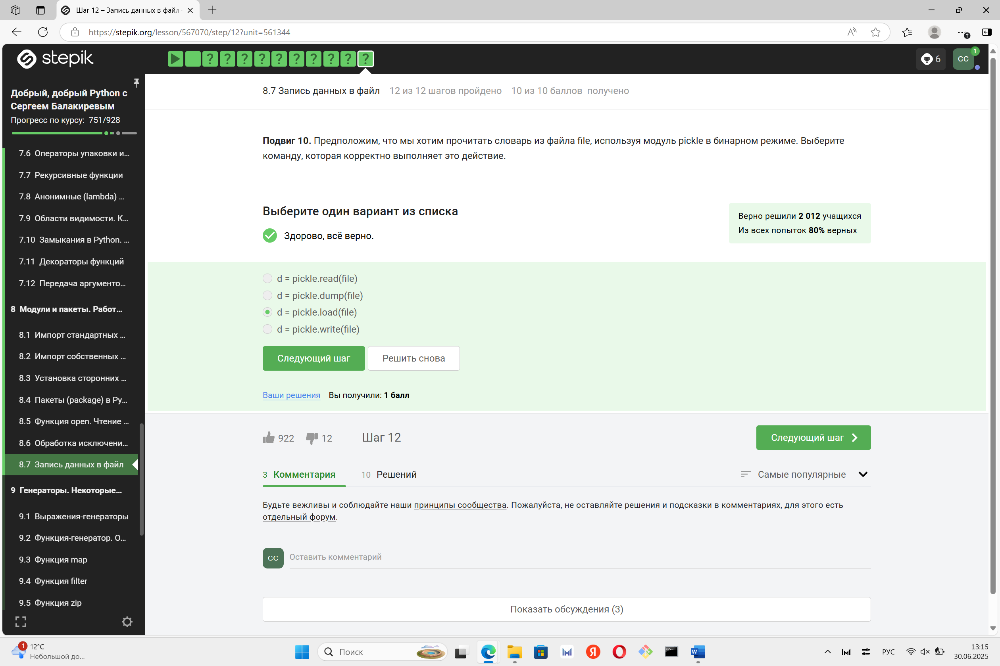 Шаг 12 – Запись данных в файл
https://stepik.org/lesson/567070/step/12?unit=561344
stepik
? ? ? ? ? ? ? ? ? ?
6
CC
1
Добрый, добрый Python с
Сергеем Балакиревым
Прогресс по курсу: 751/928
7.6 Операторы упаковки и...
7.7 Рекурсивные функции
7.8 Анонимные (lambda) ...
7.9 Области видимости. К...
7.10 Замыкания в Python. ...
7.11 Декораторы функций
7.12 Передача аргументо...
8 Модули и пакеты. Работ...
8.1 Импорт стандартных ...
8.2 Импорт собственных ...
8.3 Установка сторонних ...
8.4 Пакеты (package) в Py...
8.5 Функция open. Чтение ...
8.6 Обработка исключени...
8.7 Запись данных в файл
9 Генераторы. Некоторые...
9.1 Выражения-генераторы
9.2 Функция-генератор. О...
9.3 Функция map
9.4 Функция filter
9.5 Функция zip
8.7 Запись данных в файл 12 из 12 шагов пройдено 10 из 10 баллов получено
Подвиг 10. Предположим, что мы хотим прочитать словарь из файла file, используя модуль pickle в бинарном режиме. Выберите
команду, которая корректно выполняет это действие.
Выберите один вариант из списка
Здорово, всё верно.
Верно решили 2 012 учащихся
Из всех попыток 80% верных
d = pickle.read(file)
d = pickle.dump(file)
d = pickle.load(file)
d = pickle.write(file)
Следующий шаг Решить снова
Ваши решения Вы получили: 1 балл
922 12 Шаг 12 Следующий шаг
3 Комментария 10 Решений Самые популярные
Будьте вежливы и соблюдайте наши принципы сообщества. Пожалуйста, не оставляйте решения и подсказки в комментариях, для этого есть
отдельный форум.
CC Оставить комментарий
Показать обсуждения (3)
1
12°C
Небольшой до...
Поиск
РУС
13:15
30.06.2025